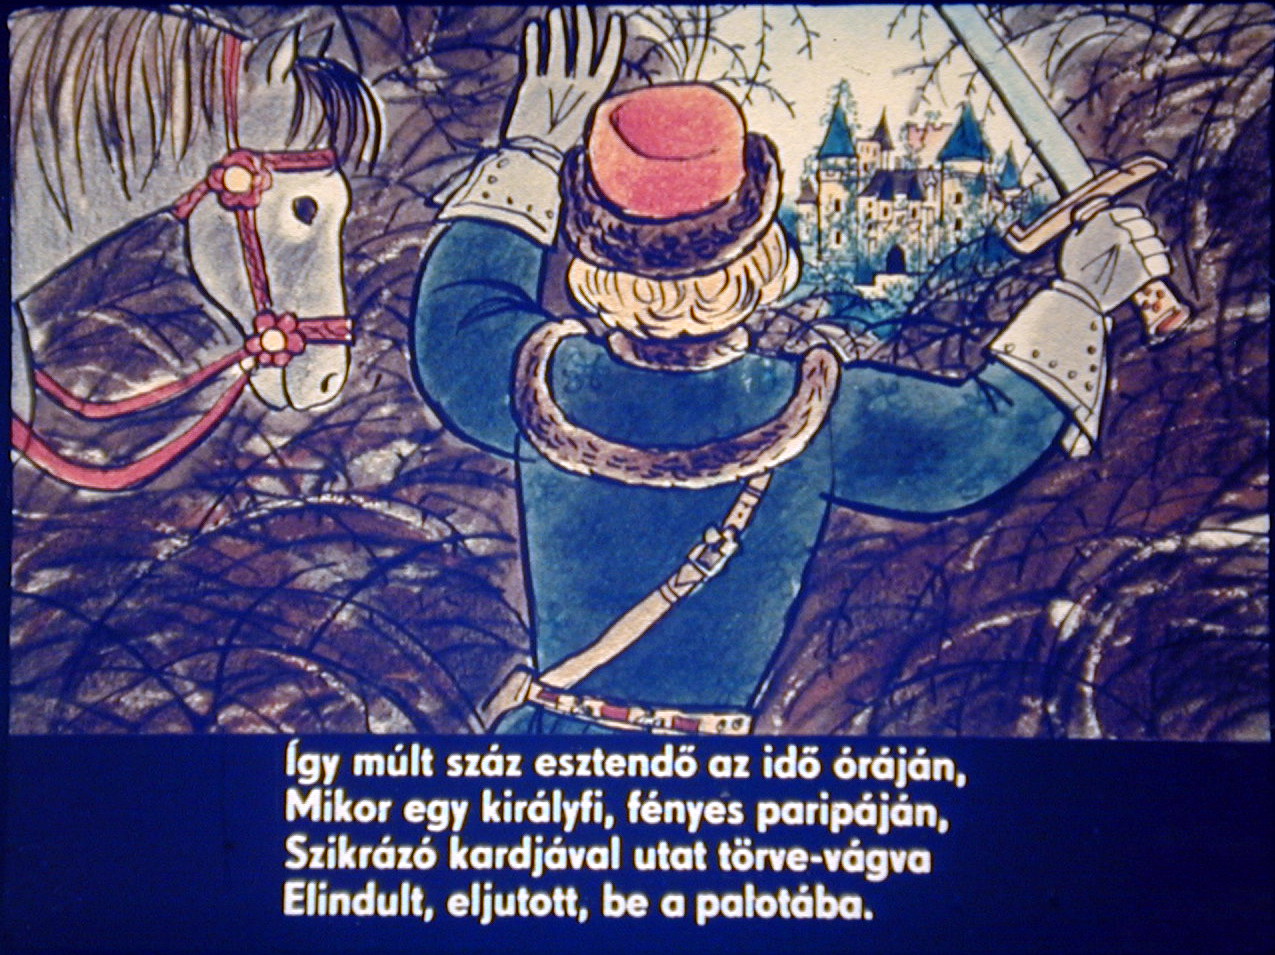 Így múlt száz esztendő az idő óráján,
Mikor egy királyfi, fényes paripáján,
Szikrázó kardjával utat törve-vágva
Elindult, eljutott, be a palotába.